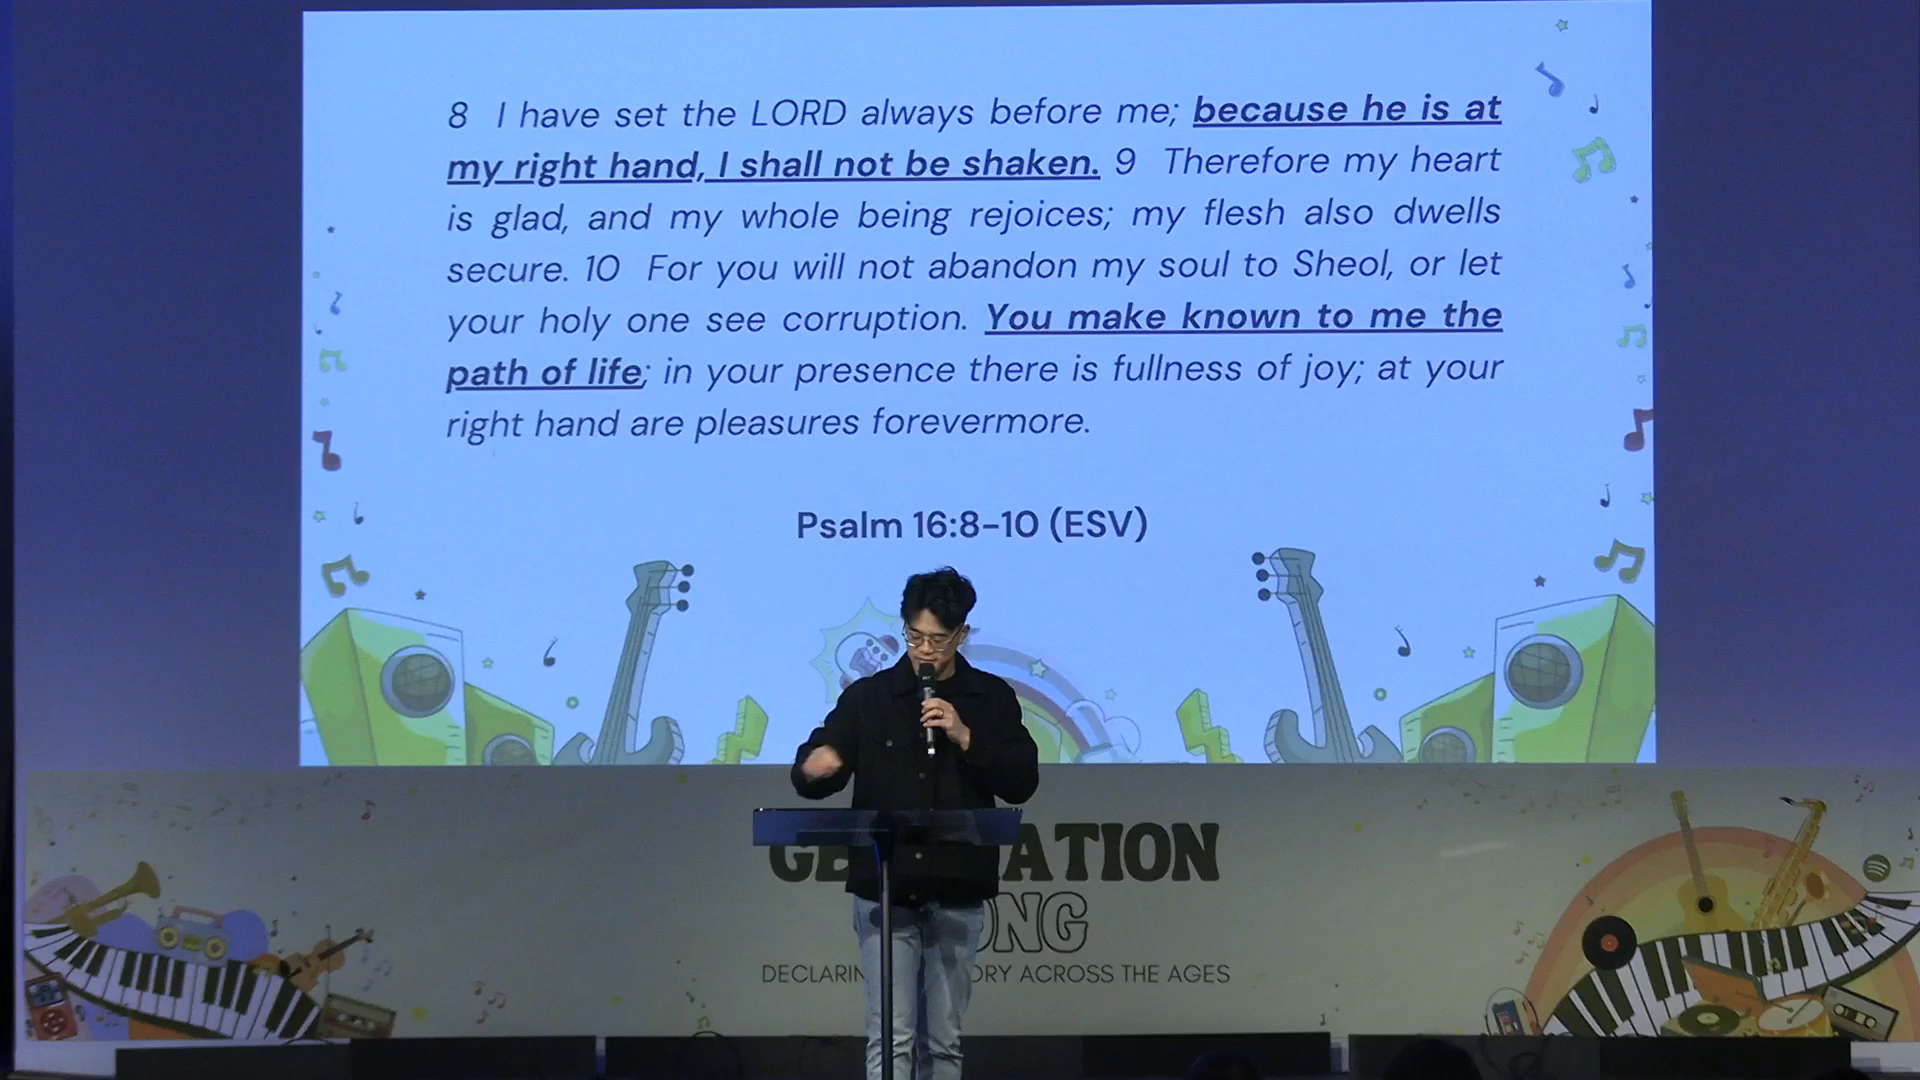 8 I have set the LORD always before me; because he is at
my right hand, I shall not be shaken. 9 Therefore my heart
is glad, and my whole being rejoices; my flesh also dwells
secure. 10 For you will not abandon my soul to Sheol, or let
your holy one see corruption. You make known to me the
path of life; in your presence there is fullness of joy; at your
right hand are pleasures forevermore.
Psalm 16:8-10 (ESV)
GE ATION
ONG
DECLARIN ORY ACROSS THE AGES